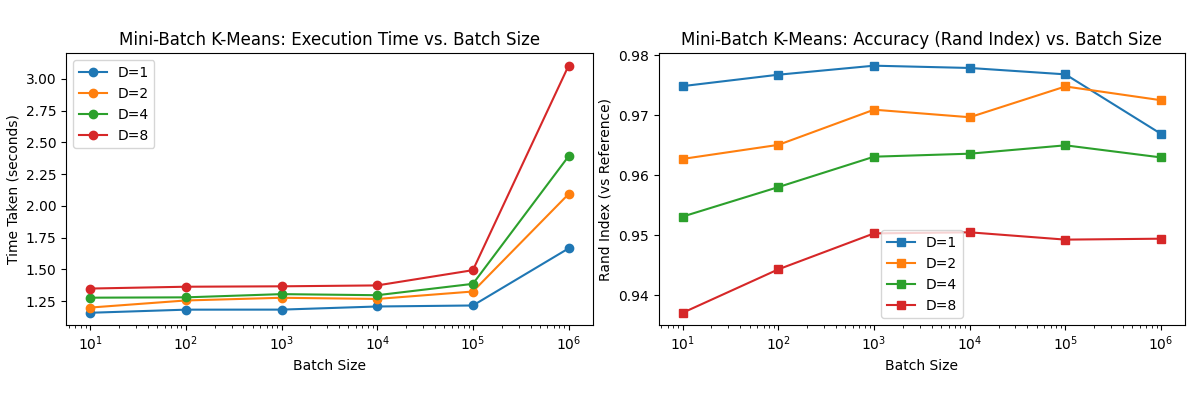 Mini-Batch K-Means: Execution Time vs. Batch Size
Time Taken (seconds)
3.00
2.75
2.50
2.25
2.00
1.75
1.50
1.25
D=1
D=2
D=4
D=8
10¹
10²
10³
10⁴
10⁵
10⁶
Batch Size
Mini-Batch K-Means: Accuracy (Rand Index) vs. Batch Size
Rand Index (vs Reference)
0.98
0.97
0.96
0.95
0.94
D=1
D=2
D=4
D=8
10¹
10²
10³
10⁴
10⁵
10⁶
Batch Size